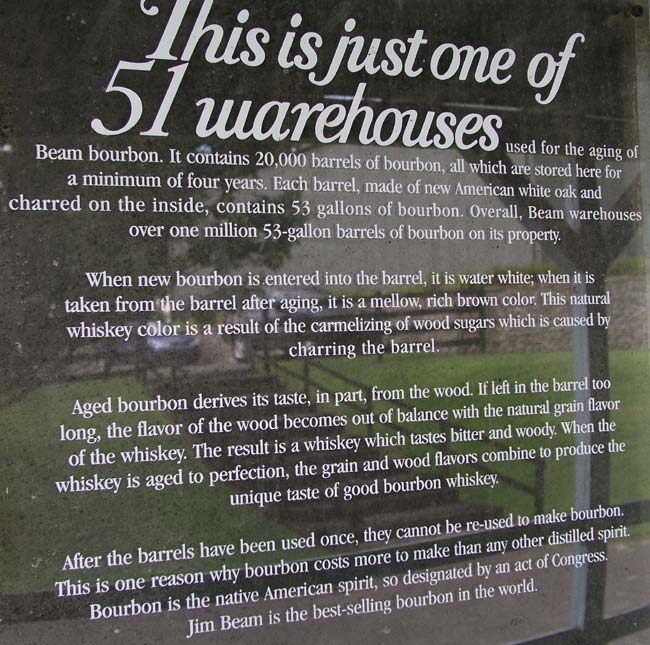 This is just one of
51 warehouses used for the aging of
Beam bourbon. It contains 20,000 barrels of bourbon, all which are stored here for
a minimum of four years. Each barrel, made of new American white oak and
charred on the inside, contains 53 gallons of bourbon. Overall, Beam warehouses
over one million 53-gallon barrels of bourbon on its property.
When new bourbon is entered into the barrel, it is water white; when it is
taken from the barrel after aging, it is a mellow, rich brown color. This natural
whiskey color is a result of the carmelizing of wood sugars which is caused by
charring the barrel.
Aged bourbon derives its taste, in part, from the wood. If left in the barrel too
long, the flavor of the wood becomes out of balance with the natural grain flavor
of the whiskey. The result is a whiskey which tastes bitter and woody. When the
whiskey is aged to perfection, the grain and wood flavors combine to produce the
unique taste of good bourbon whiskey.
After the barrels have been used once, they cannot be re-used to make bourbon.
This is one reason why bourbon costs more to make than any other distilled spirit.
Bourbon is the native American spirit, so designated by an act of Congress.
Jim Beam is the best-selling bourbon in the world.